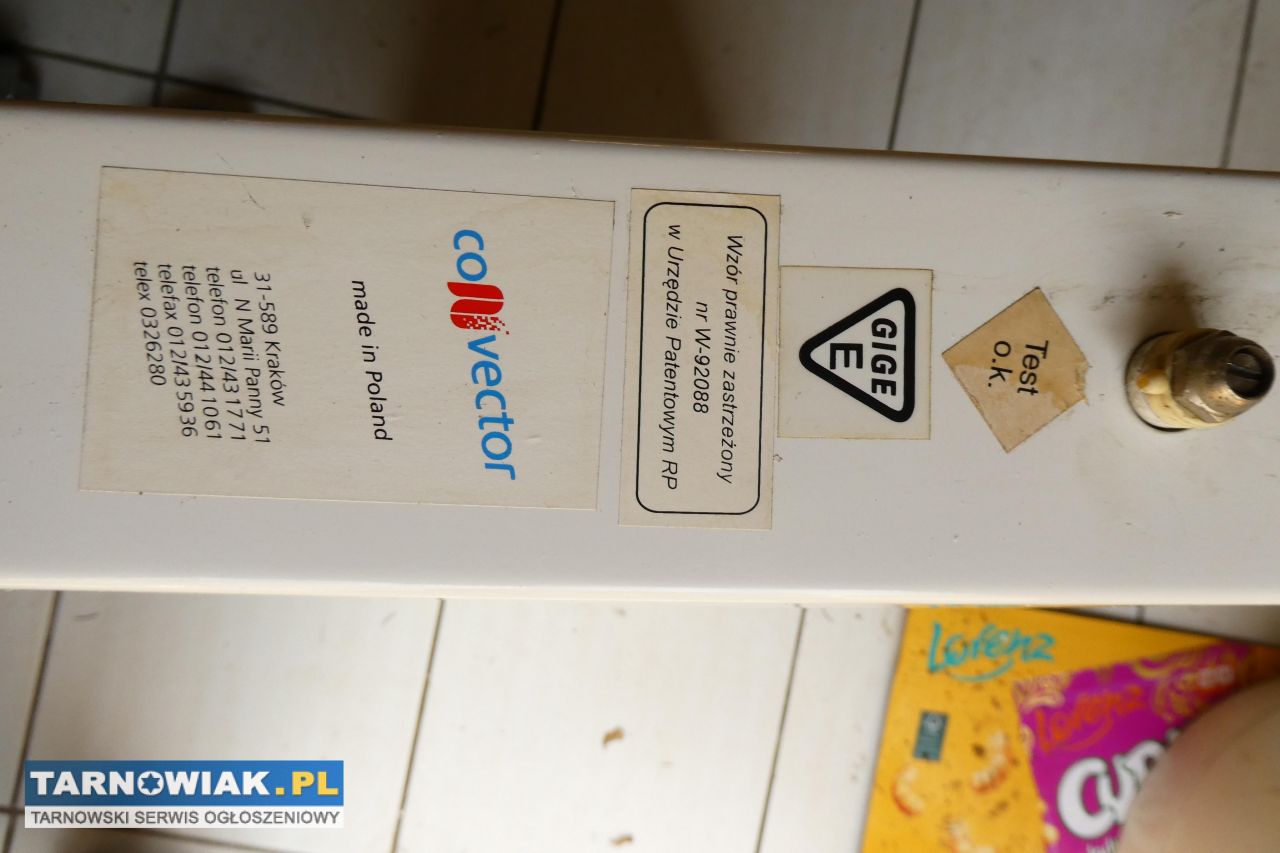 convector
made in Poland
31-589 Kraków
ul N Marii Panny 51
telefon 012/431771
telefon 012/441061
telefax 012/435936
telex 0326280
Wzór prawnie zastrzeżony
nr W-92088
w Urzędzie Patentowym RP
GIGE
E
Test
o.k.
Lorenz
Lorenz
TARNOWIAK.PL
TARNOWSKI SERWIS OGŁOSZENIOWY